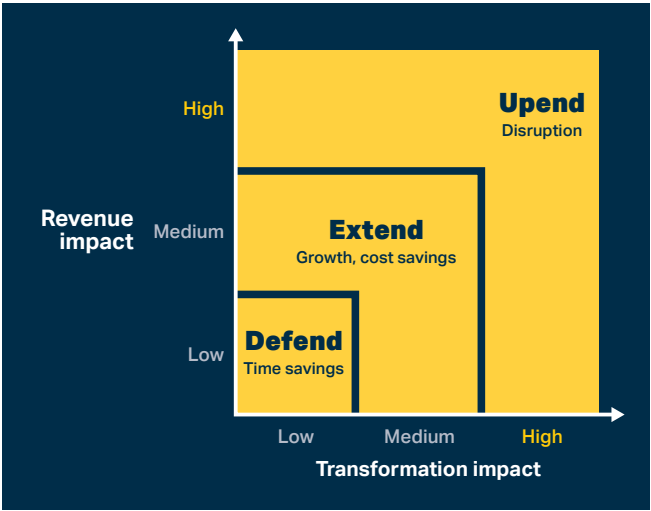 High
Upend
Disruption
Revenue
impact
Medium
Extend
Growth, cost savings
Low
Defend
Time savings
Low
Medium
High
Transformation impact